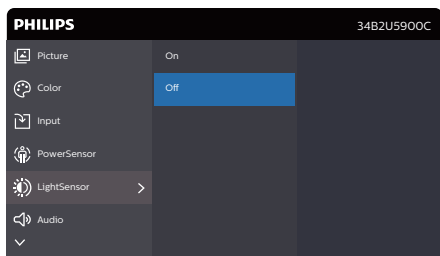 PHILIPS 34B2U5900C
Picture
On
Color
Off
Input
PowerSensor
LightSensor
Audio